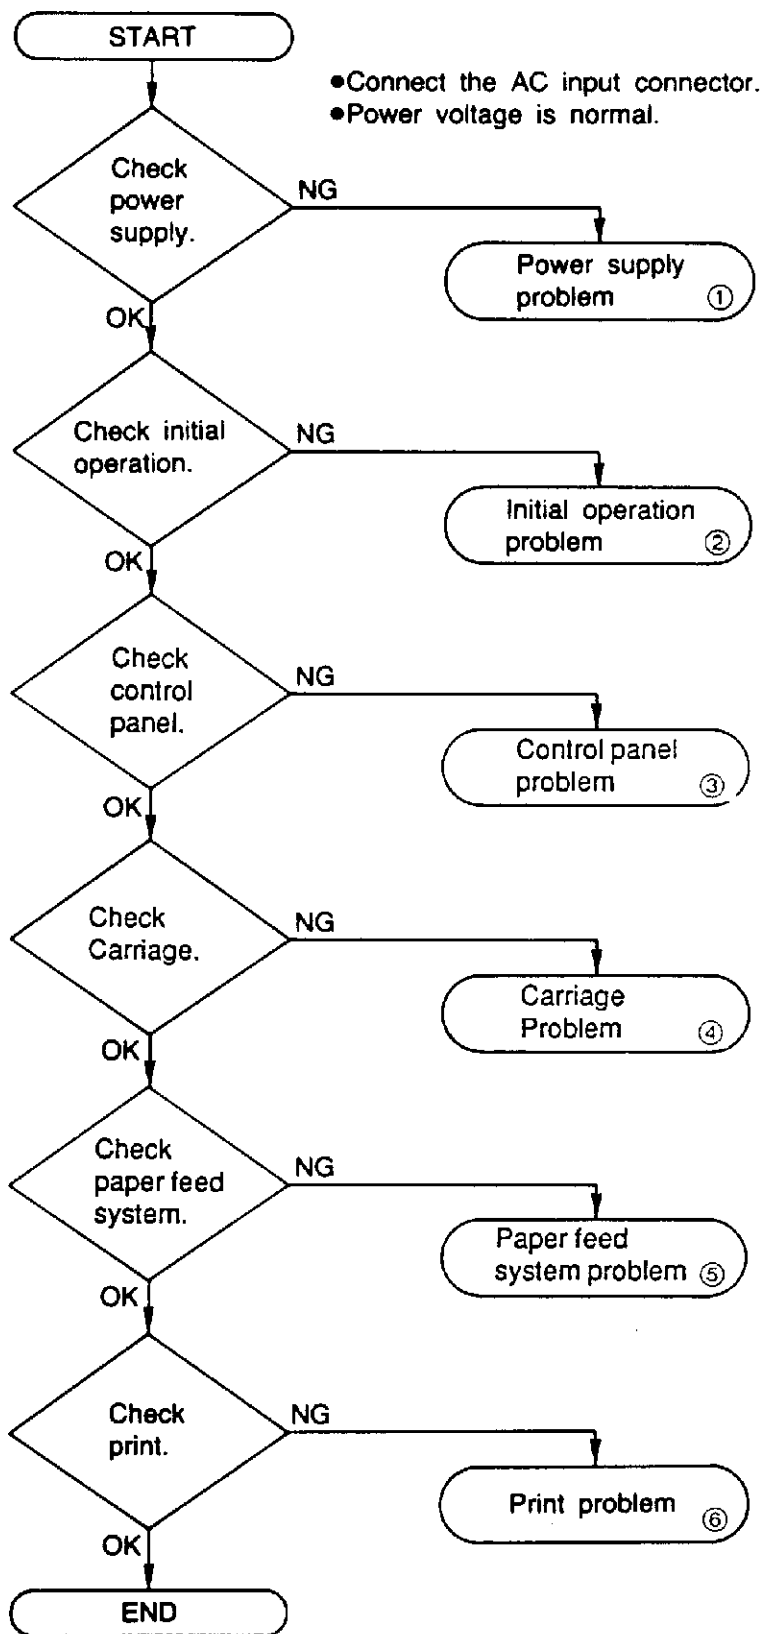 START
●Connect the AC input connector.
●Power voltage is normal.
Check
power
supply.
NG
Power supply
problem ①
OK
Check initial
operation.
NG
Initial operation
problem ②
OK
Check
control
panel.
NG
Control panel
problem ③
OK
Check
Carriage.
NG
Carriage
Problem ④
OK
Check
paper feed
system.
NG
Paper feed
system problem ⑤
OK
Check
print.
NG
Print problem ⑥
OK
END